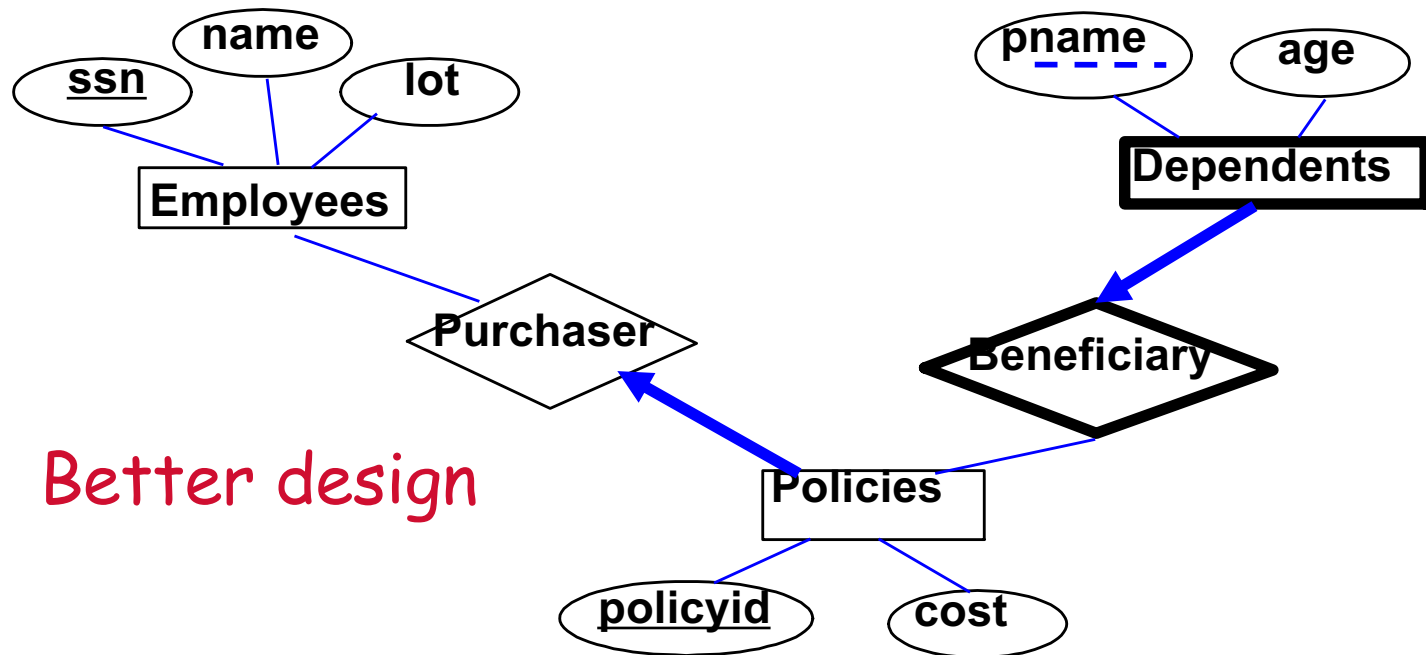 name
pname
age
ssn
lot
Dependents
Employees
Purchaser
Beneficiary
Better design
Policies
policyid
cost